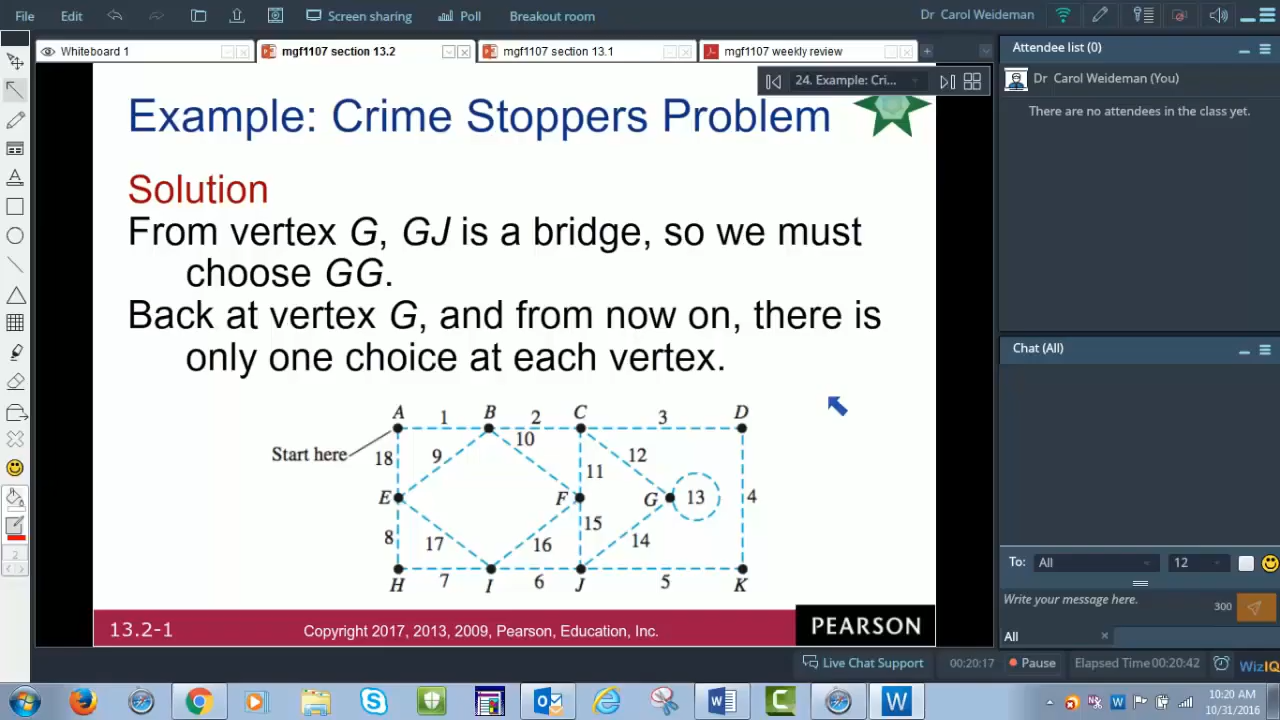 File Edit Screen sharing Poll Breakout room Dr Carol Weideman
Whiteboard 1 mgf1107 section 13.2 mgf1107 section 13.1 mgf1107 weekly review
24. Example: Cri...
Example: Crime Stoppers Problem
Solution
From vertex G, GJ is a bridge, so we must
choose GG.
Back at vertex G, and from now on, there is
only one choice at each vertex.
A 1 B 2 C 3 D
10
Start here 18 9 12
11
E F G 13 4
15
8 17 16 14
H 7 I 6 J 5 K
13.2-1 Copyright 2017, 2013, 2009, Pearson, Education, Inc. PEARSON
Attendee list (0)
Dr Carol Weideman (You)
There are no attendees in the class yet.
Chat (All)
To: All 12
Write your message here. 300
All
2
Live Chat Support 00:20:17 Pause Elapsed Time 00:20:42 WizIQ
10:20 AM
10/31/2016